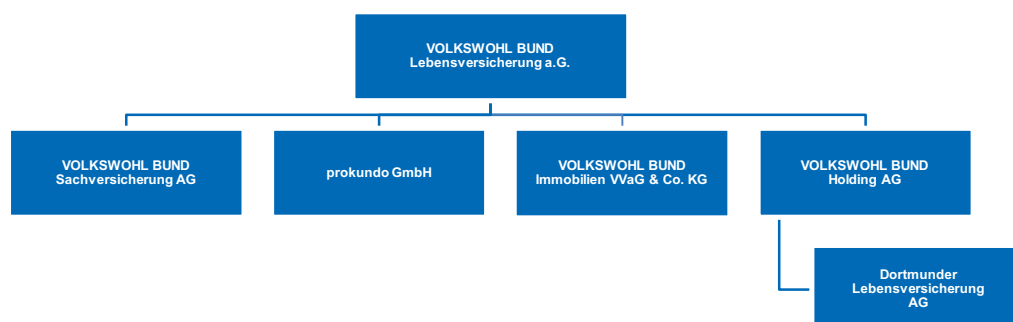 VOLKSWOHL BUND
Lebensversicherung a.G.
VOLKSWOHL BUND
Sachversicherung AG
prokundo GmbH
VOLKSWOHL BUND
Immobilien VVaG & Co. KG
VOLKSWOHL BUND
Holding AG
Dortmunder
Lebensversicherung
AG